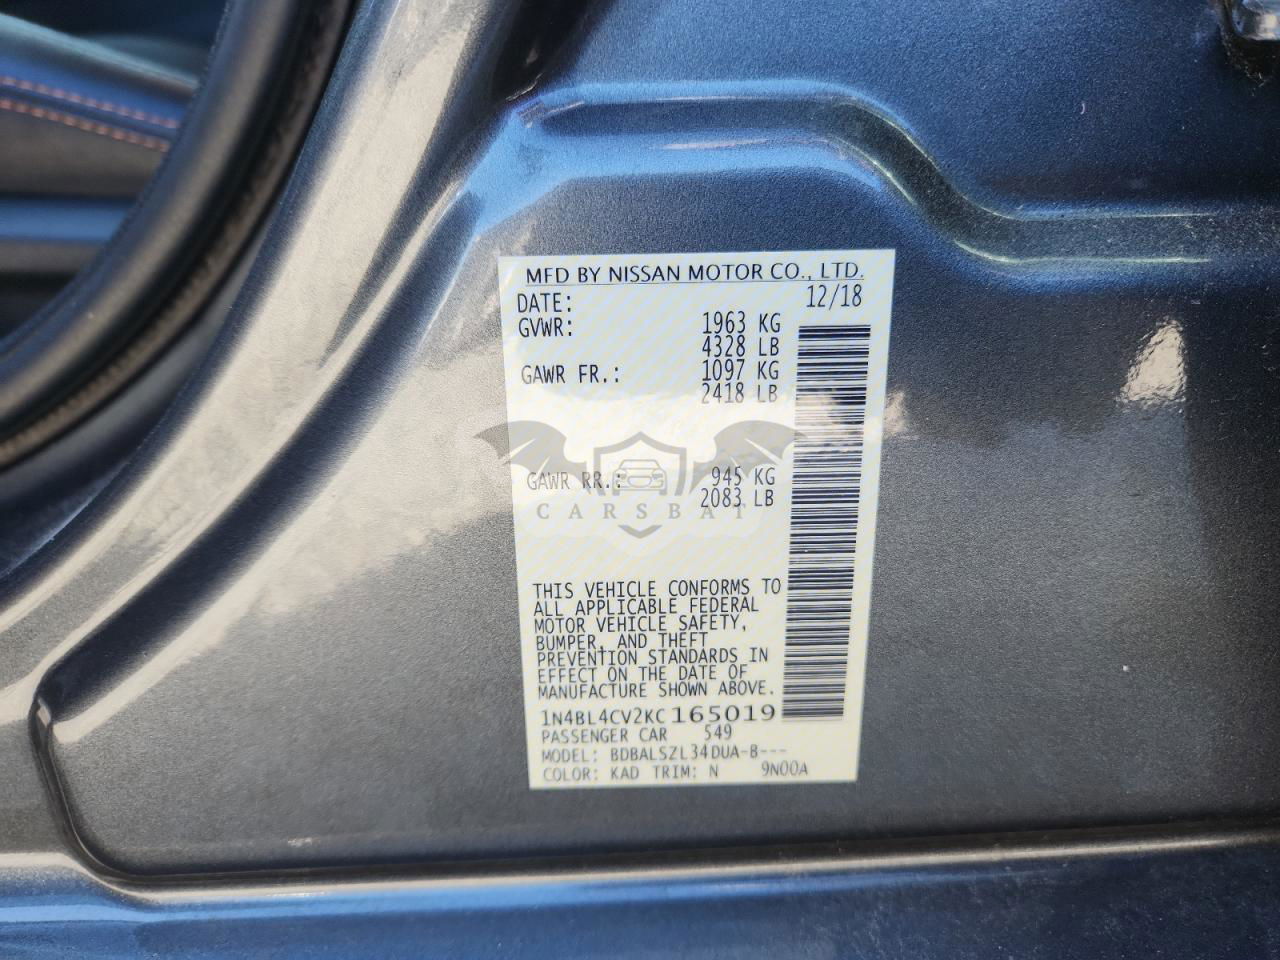 MFD BY NISSAN MOTOR CO., LTD.
DATE: 12/18
GVWR: 1963 KG
4328 LB
GAWR FR.: 1097 KG
2418 LB
GAWR RR.: 945 KG
2083 LB
CARSBAT
THIS VEHICLE CONFORMS TO
ALL APPLICABLE FEDERAL
MOTOR VEHICLE SAFETY,
BUMPER, AND THEFT
PREVENTION STANDARDS IN
EFFECT ON THE DATE OF
MANUFACTURE SHOWN ABOVE.
1N4BL4CV2KC165019
PASSENGER CAR 549
MODEL: BDBALSZL34DUA-B---
COLOR: KAD TRIM: N 9N00A